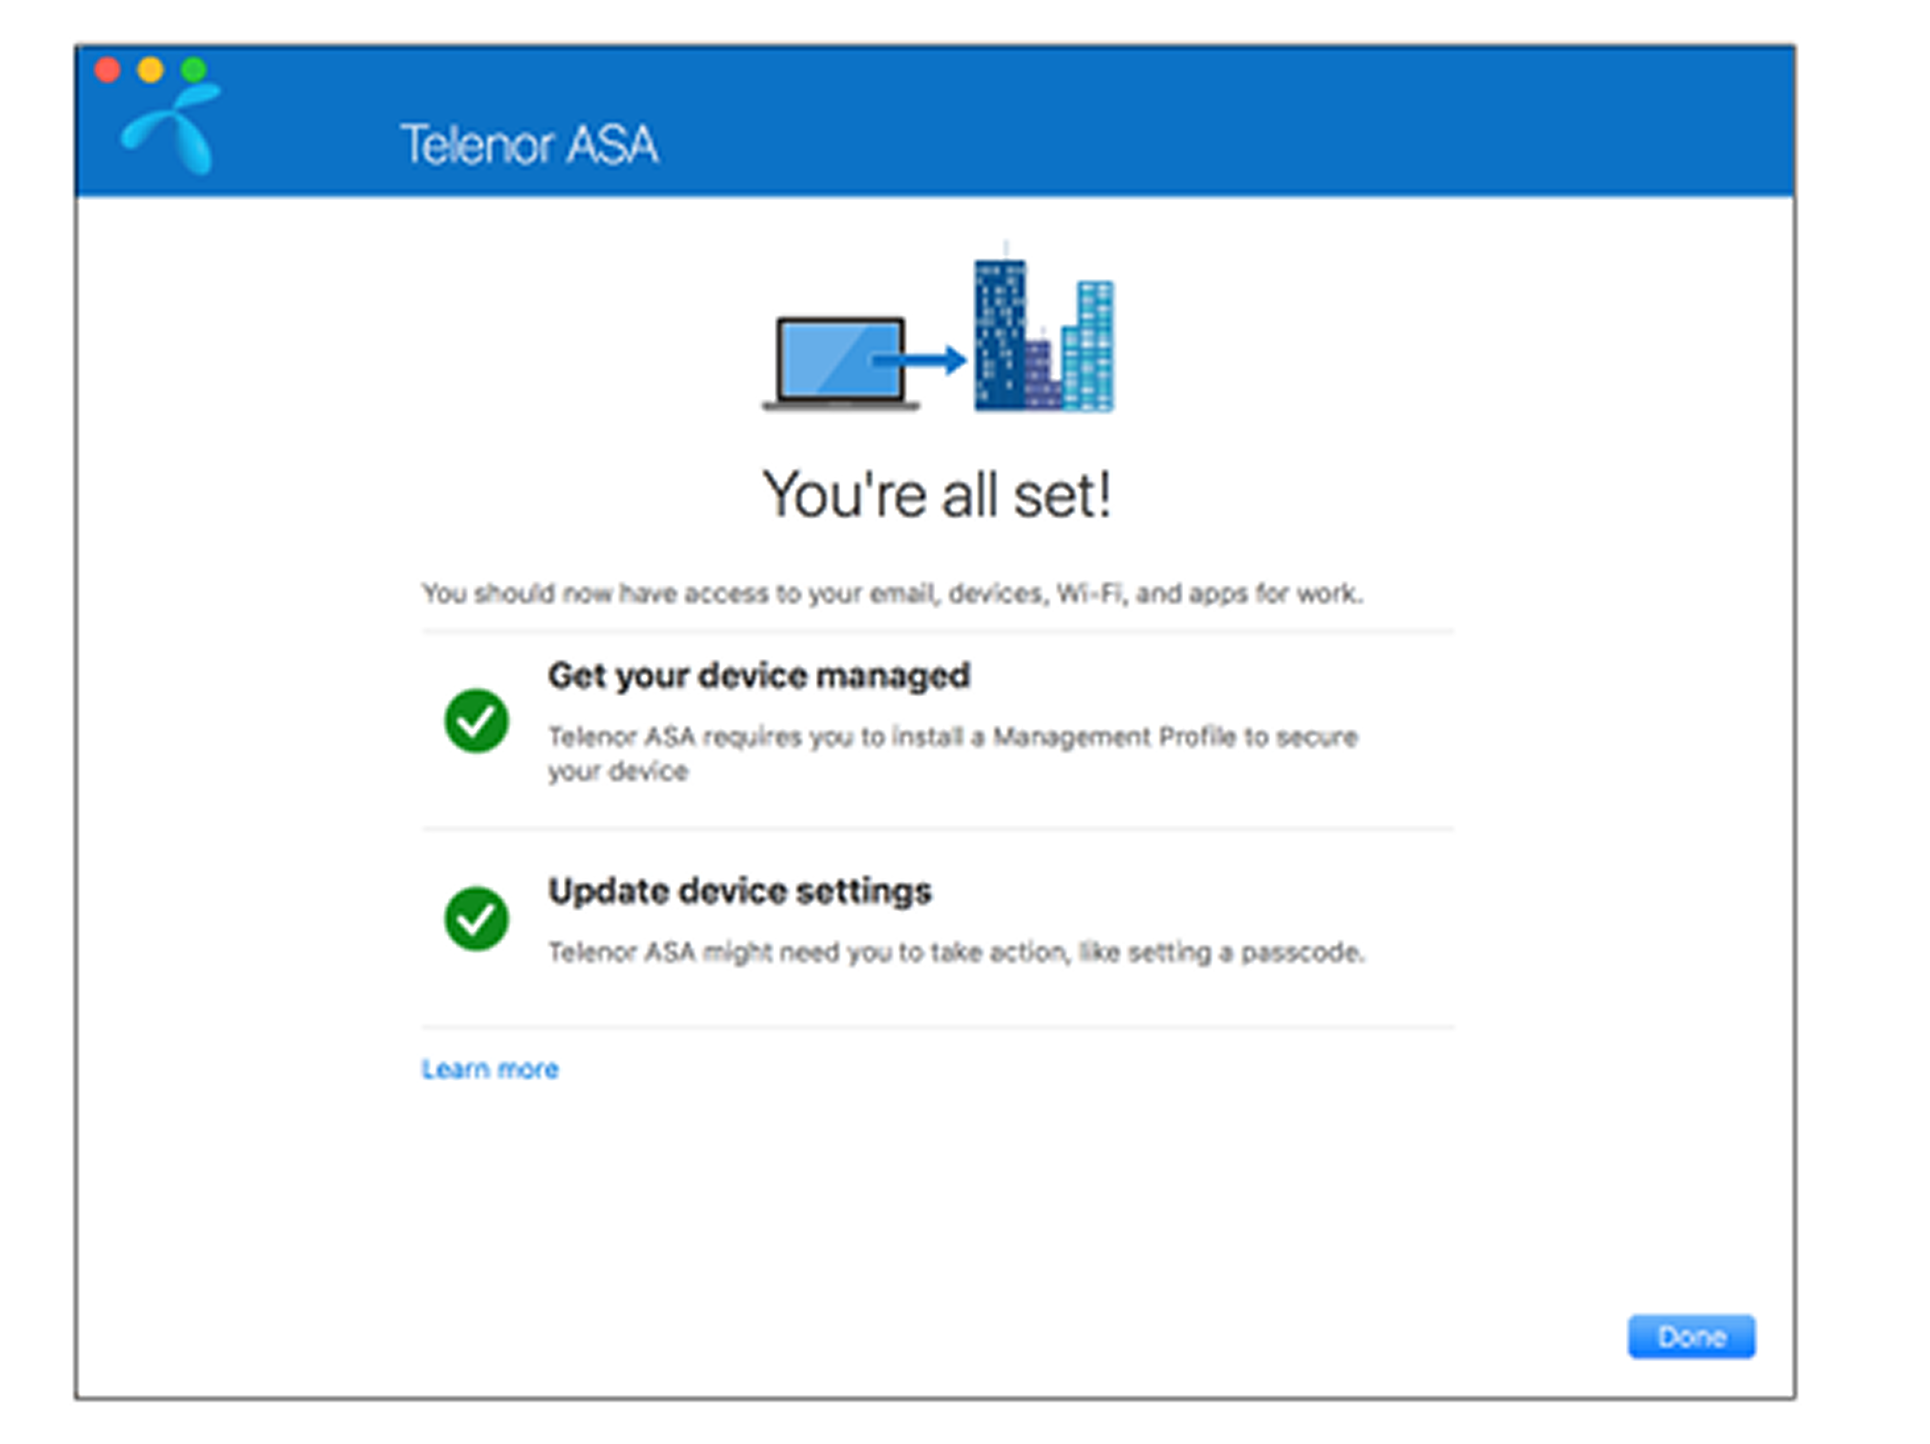 Telenor ASA
You're all set!
You should now have access to your email, devices, Wi-Fi, and apps for work.
Get your device managed
Telenor ASA requires you to install a Management Profile to secure
your device
Update device settings
Telenor ASA might need you to take action, like setting a passcode.
Learn more
Done